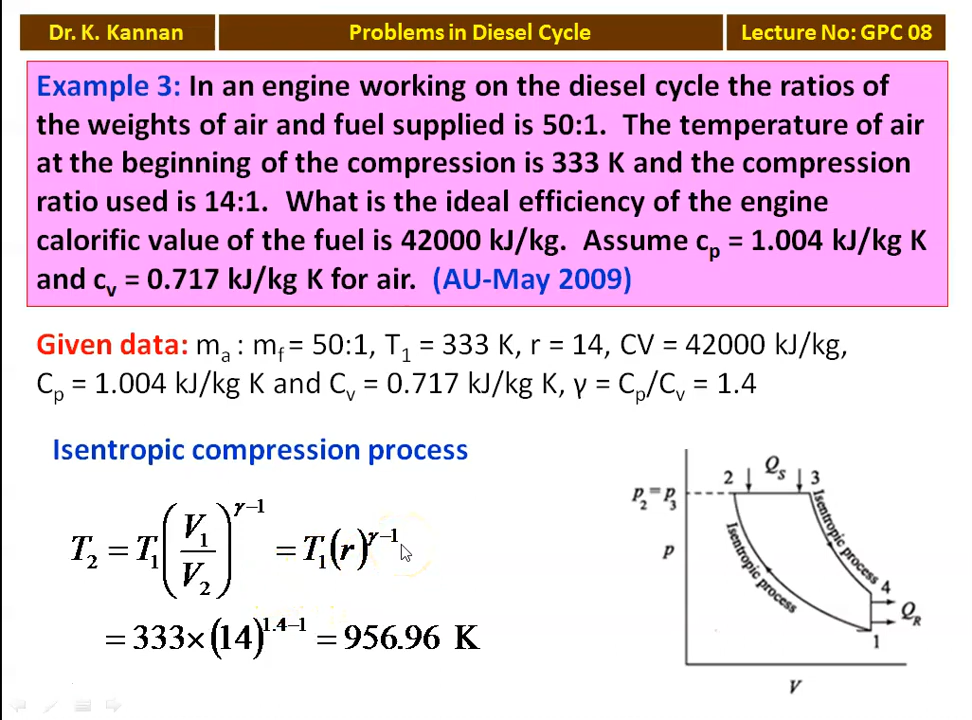 Dr. K. Kannan
Problems in Diesel Cycle
Lecture No: GPC 08
Example 3: In an engine working on the diesel cycle the ratios of
the weights of air and fuel supplied is 50:1. The temperature of air
at the beginning of the compression is 333 K and the compression
ratio used is 14:1. What is the ideal efficiency of the engine
calorific value of the fuel is 42000 kJ/kg. Assume cₚ = 1.004 kJ/kg K
and cᵥ = 0.717 kJ/kg K for air. (AU-May 2009)
Given data: mₐ : m_f = 50:1, T₁ = 333 K, r = 14, CV = 42000 kJ/kg,
Cₚ = 1.004 kJ/kg K and Cᵥ = 0.717 kJ/kg K, γ = Cₚ/Cᵥ = 1.4
Isentropic compression process
T₂ = T₁(V₁/V₂)^(γ−1) = T₁(r)^(γ−1)
= 333×(14)^(1.4−1) = 956.96 K
2 Q_S 3
p₂ = p₃
p
Isentropic process
Isentropic process
4
Q_R
1
V